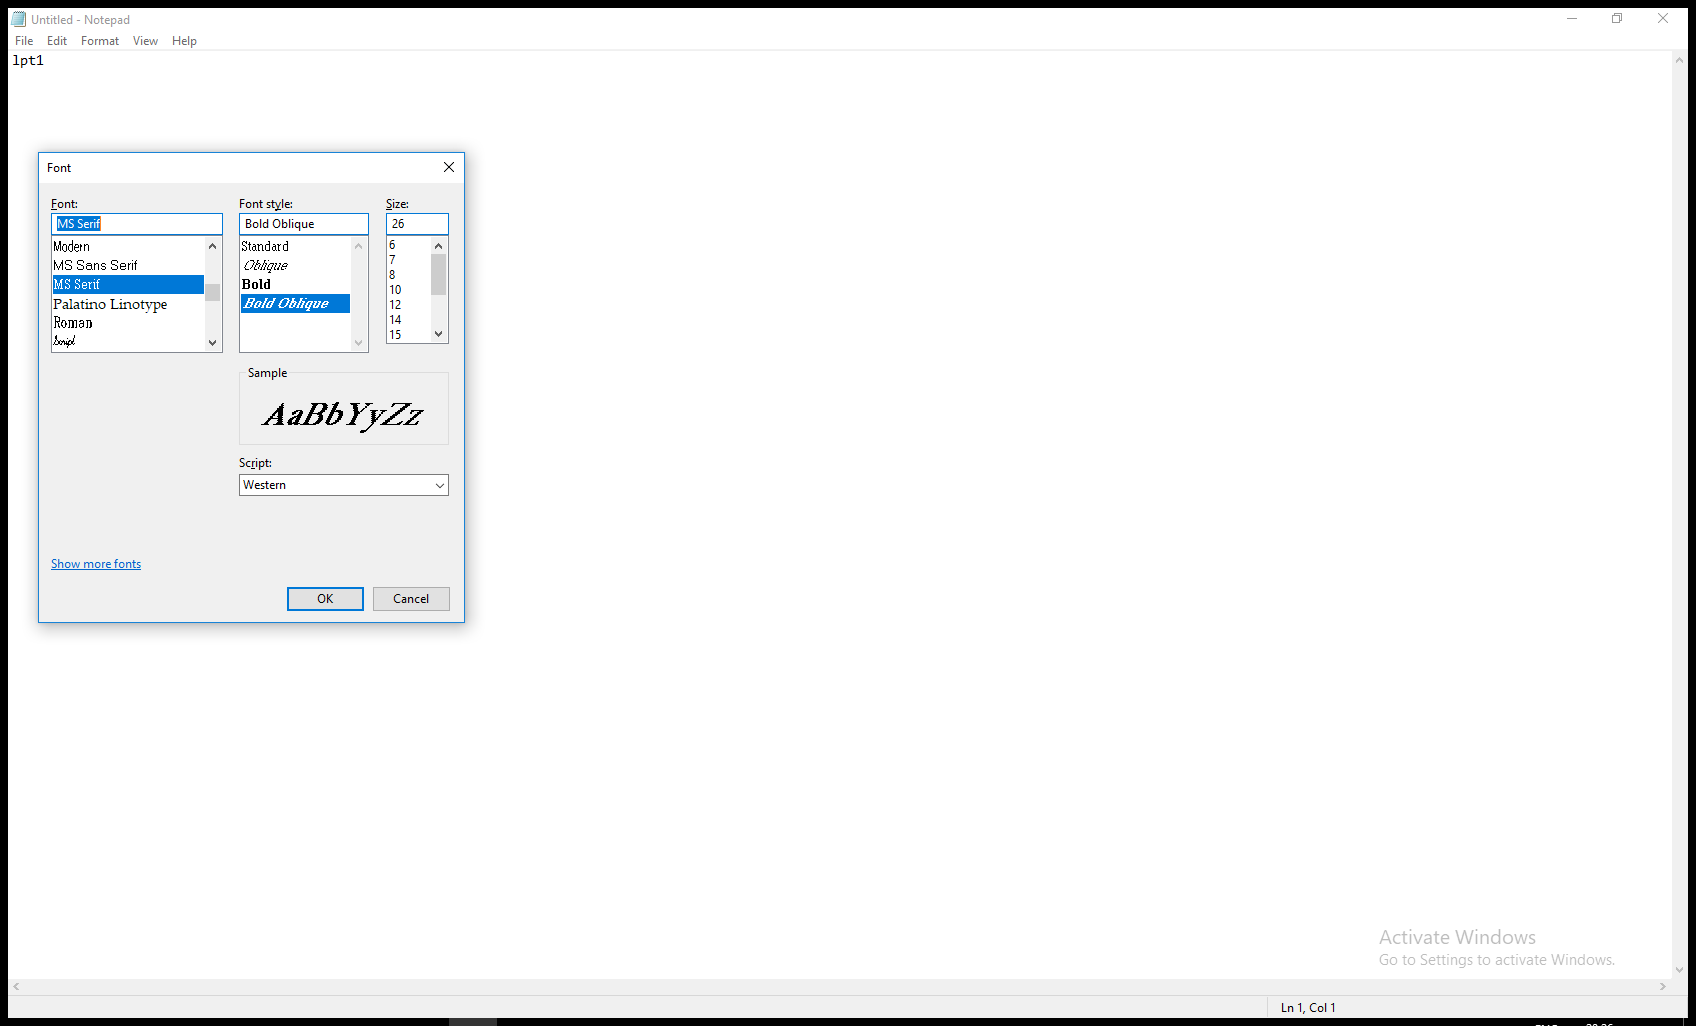 Untitled - Notepad
File Edit Format View Help
lpt1
Font
Font: Font style: Size:
MS Serif Bold Oblique 26
Modern
MS Sans Serif
MS Serif
Palatino Linotype
Roman
Script
Standard
Oblique
Bold
Bold Oblique
6
7
8
10
12
14
15
Sample
AaBbYyZz
Script:
Western
Show more fonts
OK Cancel
Activate Windows
Go to Settings to activate Windows.
Ln 1, Col 1